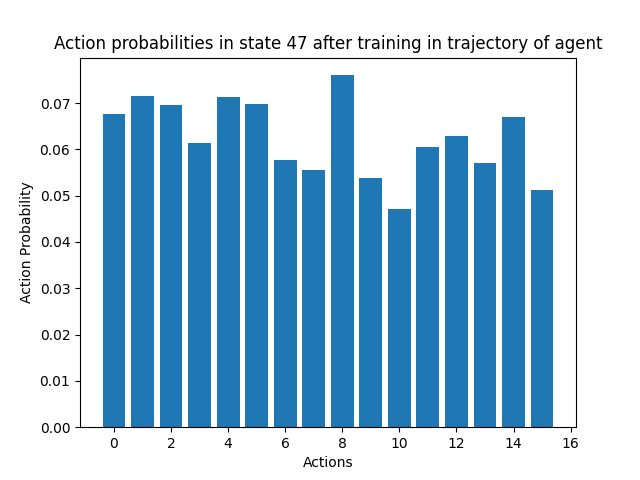 Action probabilities in state 47 after training in trajectory of agent
0.07
0.06
0.05
0.04
0.03
0.02
0.01
0.00
Action Probability
0 2 4 6 8 10 12 14 16
Actions